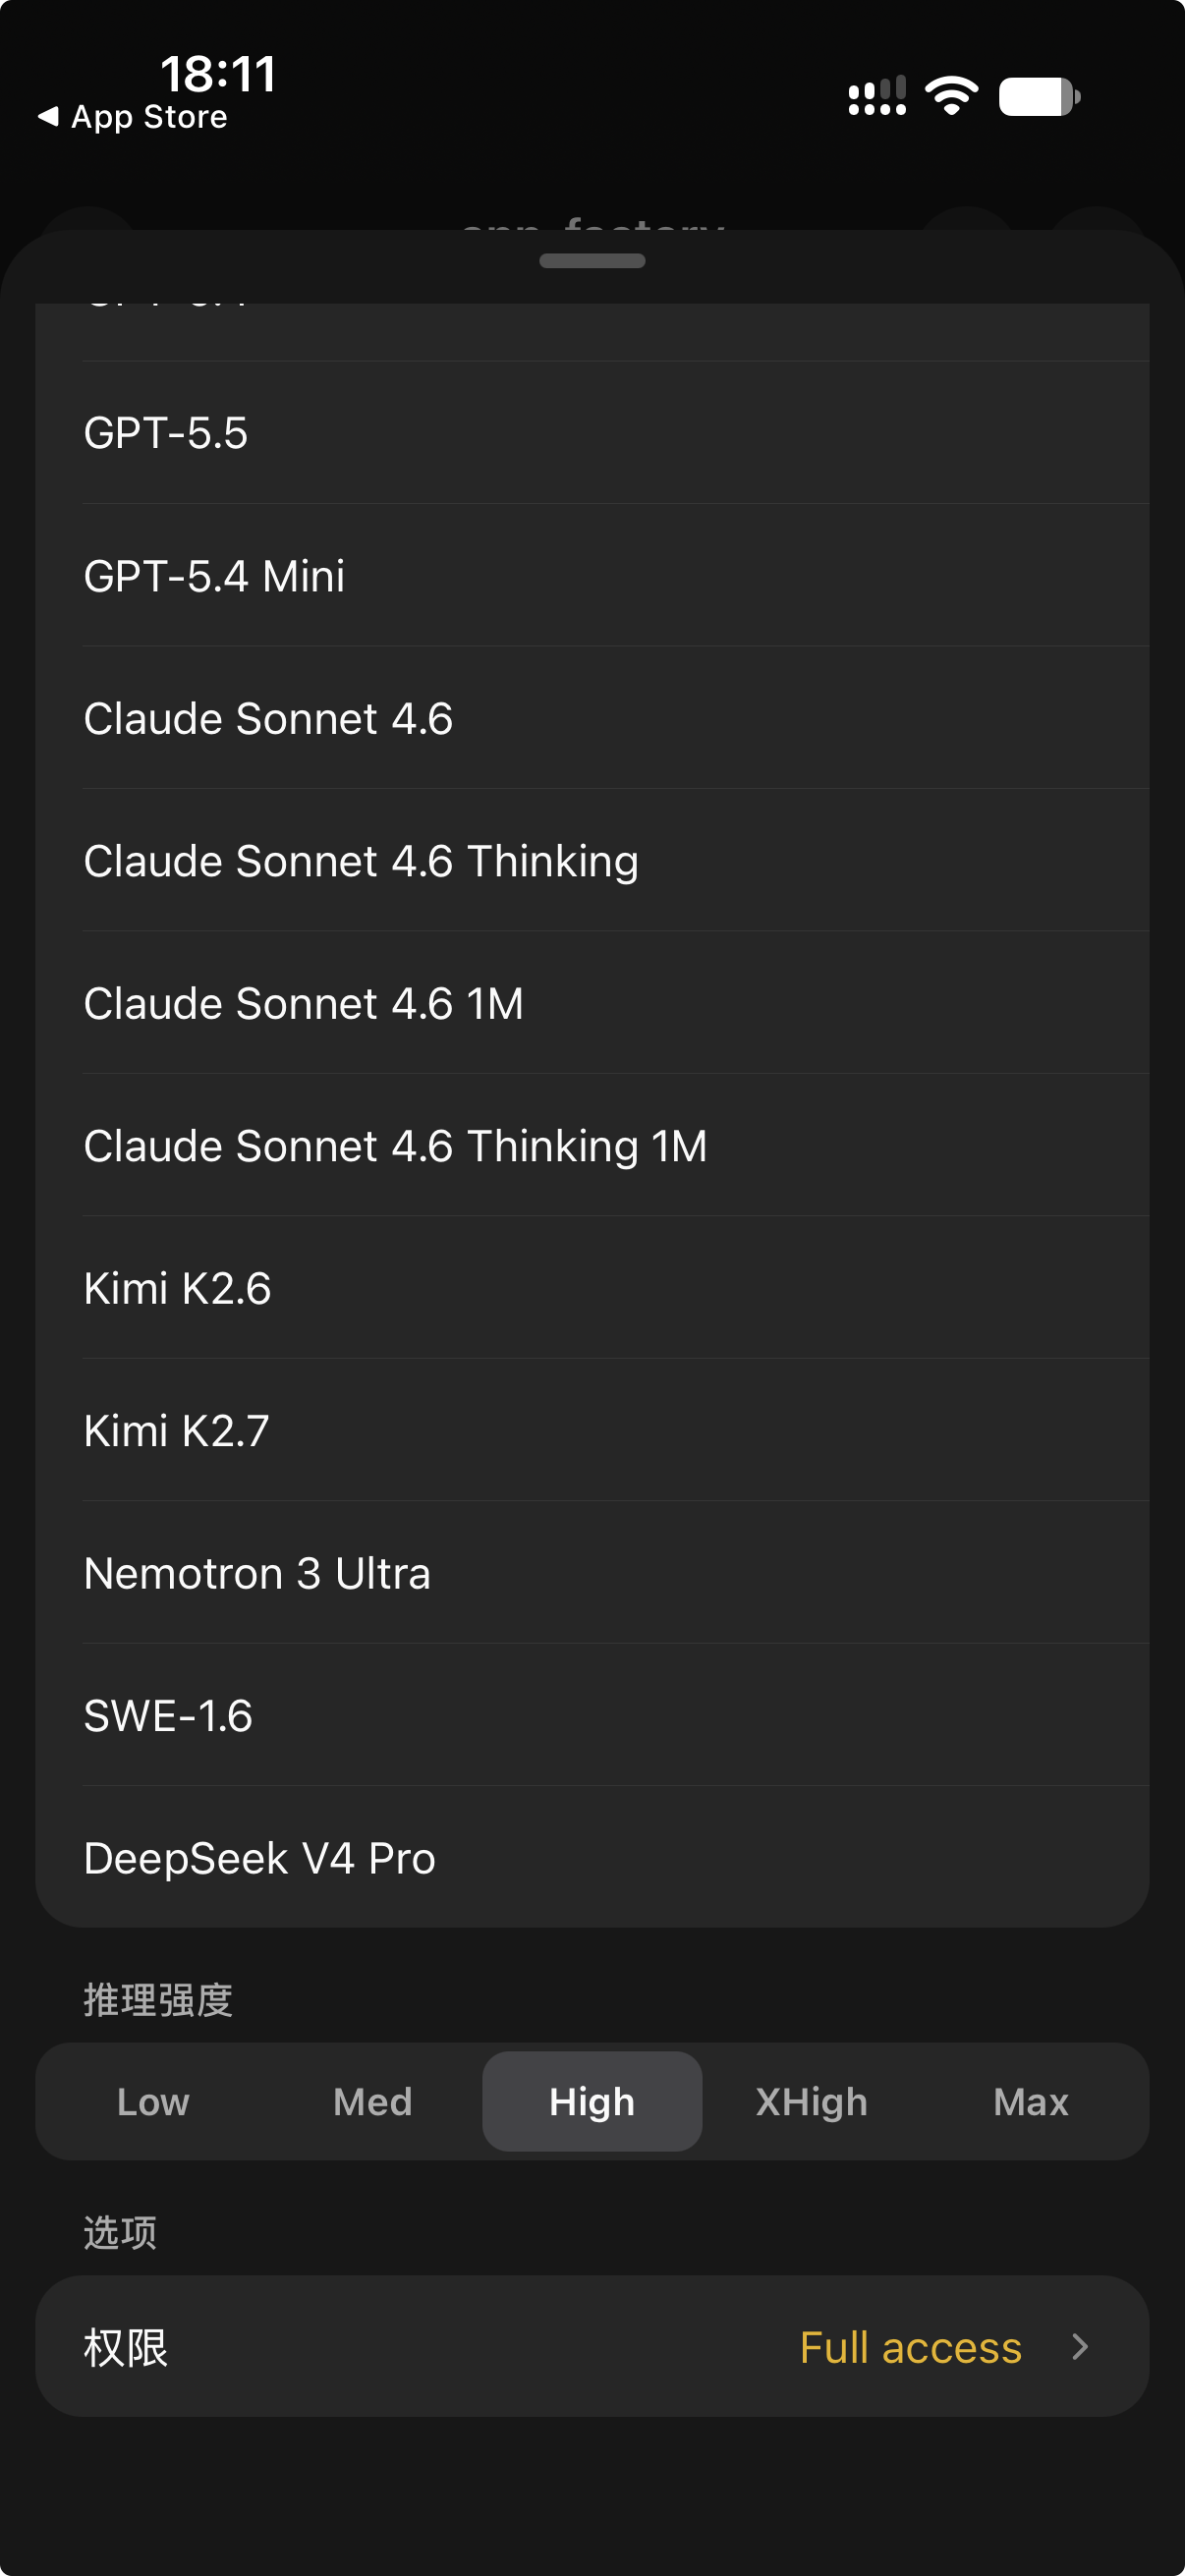 18:11
App Store
GPT-5.5
GPT-5.4 Mini
Claude Sonnet 4.6
Claude Sonnet 4.6 Thinking
Claude Sonnet 4.6 1M
Claude Sonnet 4.6 Thinking 1M
Kimi K2.6
Kimi K2.7
Nemotron 3 Ultra
SWE-1.6
DeepSeek V4 Pro
推理强度
Low Med High XHigh Max
选项
权限 Full access